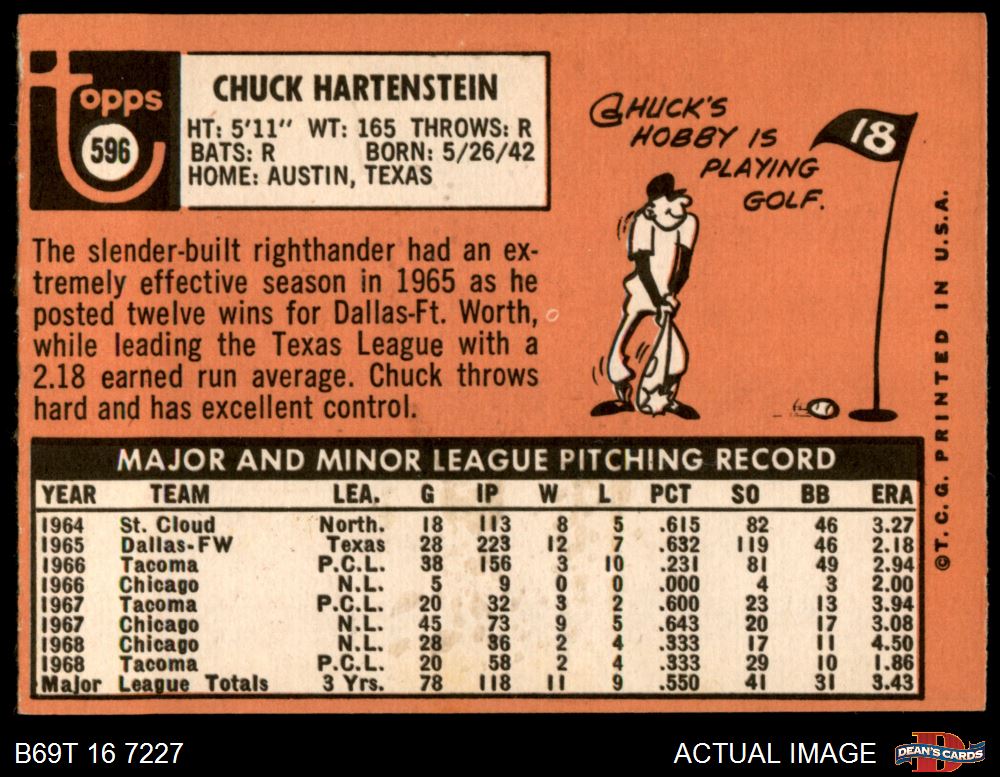 topps
596
CHUCK HARTENSTEIN
HT: 5'11" WT: 165 THROWS: R
BATS: R BORN: 5/26/42
HOME: AUSTIN, TEXAS
CHUCK'S
HOBBY IS
PLAYING
GOLF.
18
The slender-built righthander had an ex-
tremely effective season in 1965 as he
posted twelve wins for Dallas-Ft. Worth,
while leading the Texas League with a
2.18 earned run average. Chuck throws
hard and has excellent control.
MAJOR AND MINOR LEAGUE PITCHING RECORD
YEAR TEAM LEA. G IP W L PCT SO BB ERA
1964 St. Cloud North. 18 113 8 5 .615 82 46 3.27
1965 Dallas-FW Texas 28 223 12 7 .632 119 46 2.18
1966 Tacoma P.C.L. 38 156 3 10 .231 81 49 2.94
1966 Chicago N.L. 5 9 0 0 .000 4 3 2.00
1967 Tacoma P.C.L. 20 32 3 2 .600 23 13 3.94
1967 Chicago N.L. 45 73 9 5 .643 20 17 3.08
1968 Chicago N.L. 28 36 2 4 .333 17 11 4.50
1968 Tacoma P.C.L. 20 58 2 4 .333 29 10 1.86
Major League Totals 3 Yrs. 78 118 11 9 .550 41 31 3.43
©T.C.G. PRINTED IN U.S.A.
B69T 16 7227
ACTUAL IMAGE
D
DEAN'S CARDS